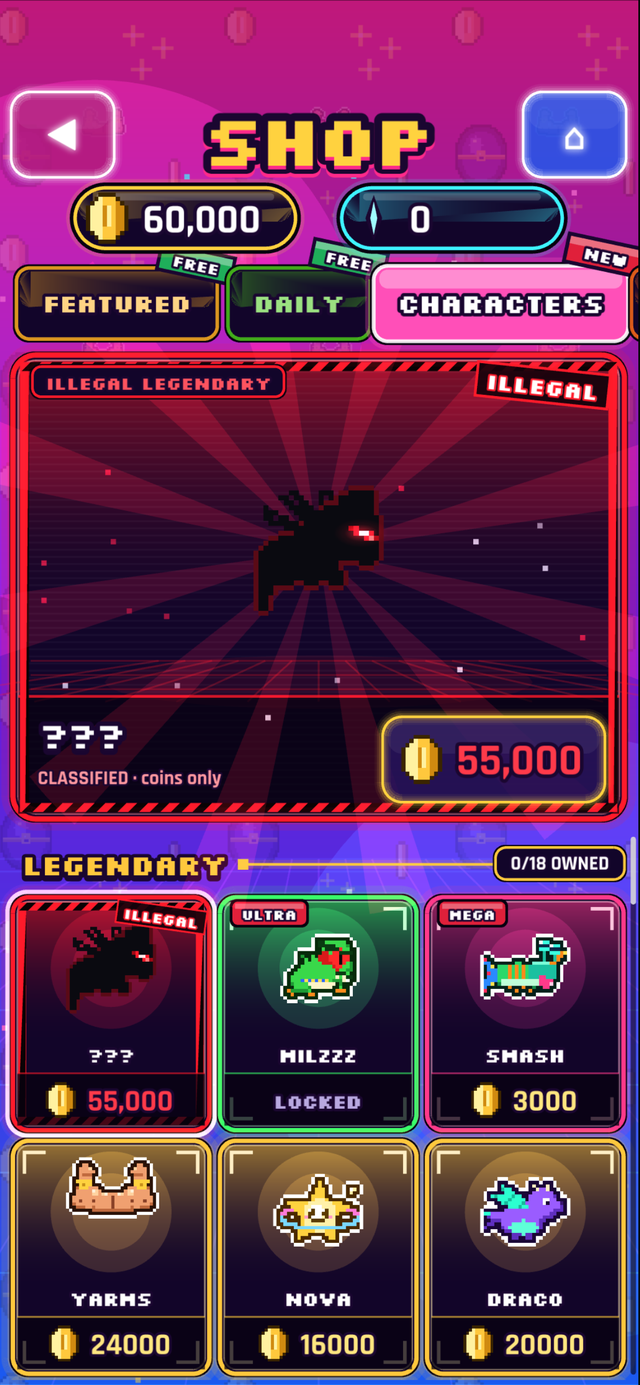 SHOP
60,000
0
FREE
FREE
NEW
FEATURED
DAILY
CHARACTERS
ILLEGAL LEGENDARY
ILLEGAL
???
CLASSIFIED · coins only
55,000
LEGENDARY
0/18 OWNED
ILLEGAL
???
55,000
ULTRA
MILZZZ
LOCKED
MEGA
SMASH
3000
YARMS
24000
NOVA
16000
DRACO
20000